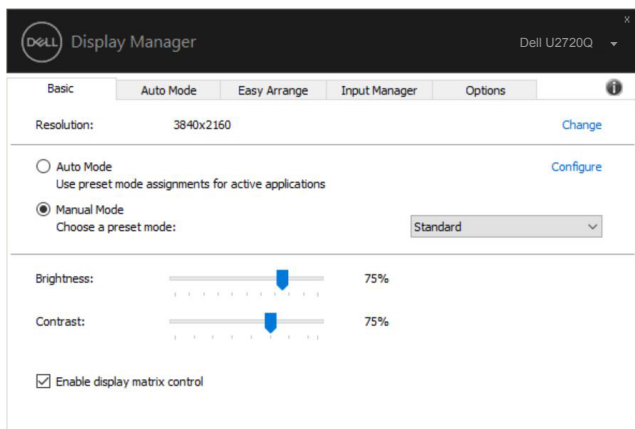 x
DELL Display Manager Dell U2720Q
Basic Auto Mode Easy Arrange Input Manager Options
Resolution: 3840x2160 Change
Auto Mode Configure
Use preset mode assignments for active applications
Manual Mode
Choose a preset mode: Standard
Brightness: 75%
Contrast: 75%
Enable display matrix control